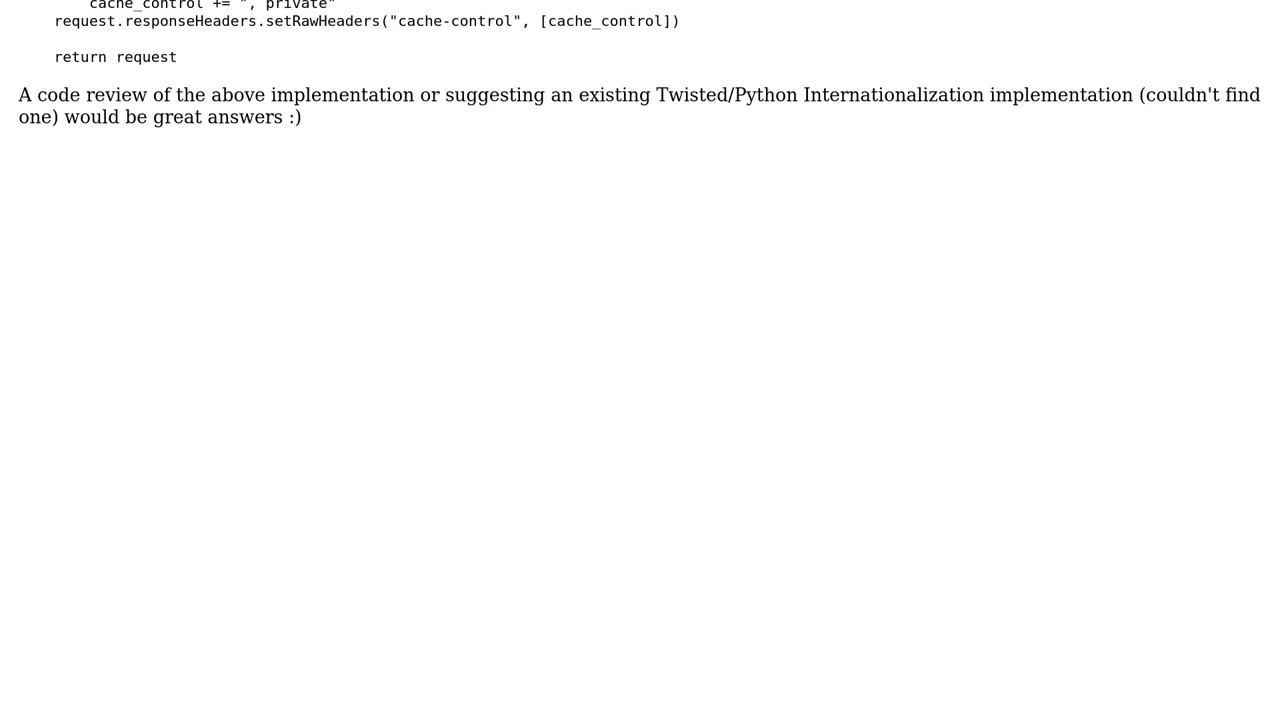 cache_control += ", private"
request.responseHeaders.setRawHeaders("cache-control", [cache_control])
return request
A code review of the above implementation or suggesting an existing Twisted/Python Internationalization implementation (couldn't find
one) would be great answers :)